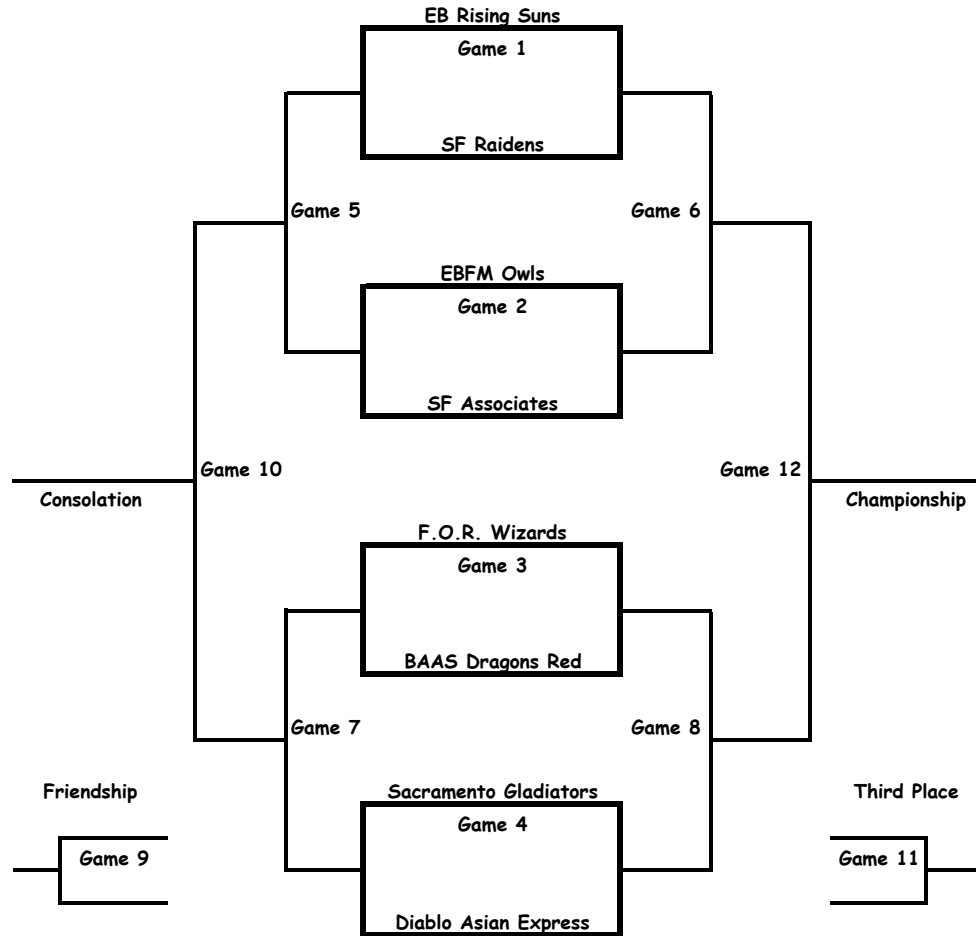 EB Rising Suns
Game 1
SF Raidens
Game 5
Game 6
EBFM Owls
Game 2
SF Associates
Game 10
Game 12
Consolation
Championship
F.O.R. Wizards
Game 3
BAAS Dragons Red
Game 7
Game 8
Friendship
Sacramento Gladiators
Third Place
Game 4
Game 9
Game 11
Diablo Asian Express